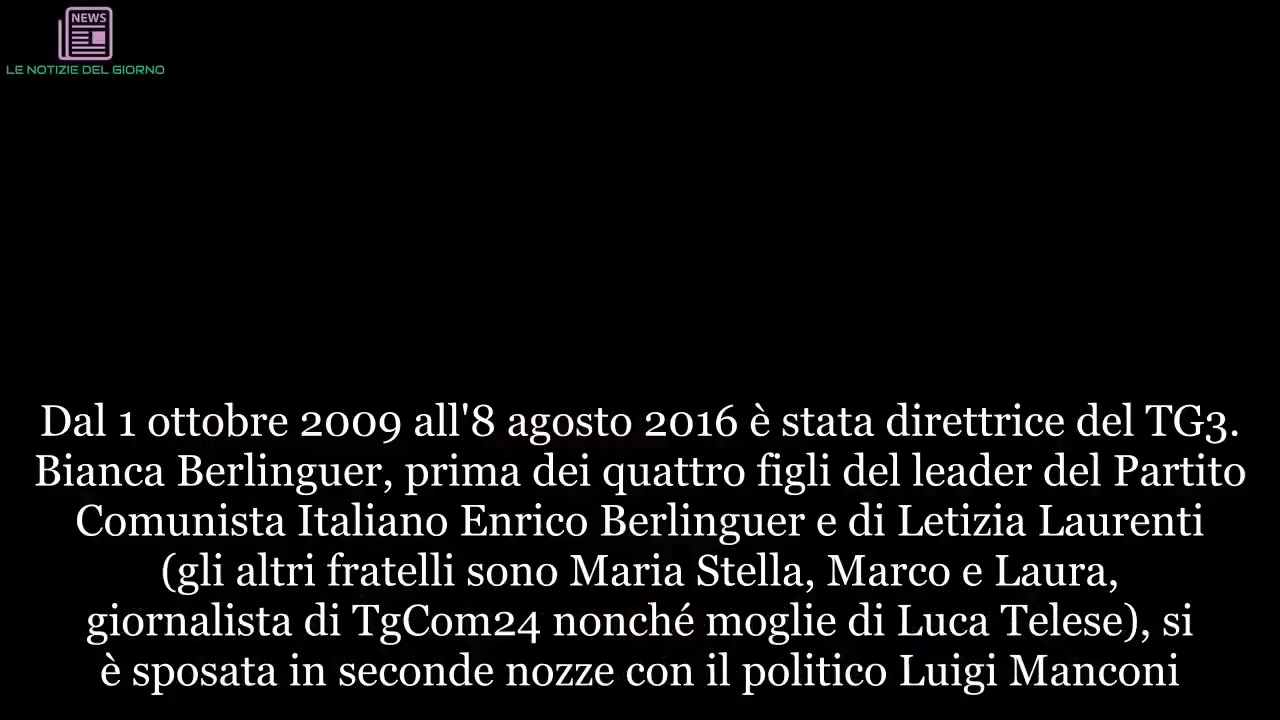 NEWS
LE NOTIZIE DEL GIORNO
Dal 1 ottobre 2009 all'8 agosto 2016 è stata direttrice del TG3.
Bianca Berlinguer, prima dei quattro figli del leader del Partito
Comunista Italiano Enrico Berlinguer e di Letizia Laurenti
(gli altri fratelli sono Maria Stella, Marco e Laura,
giornalista di TgCom24 nonché moglie di Luca Telese), si
è sposata in seconde nozze con il politico Luigi Manconi